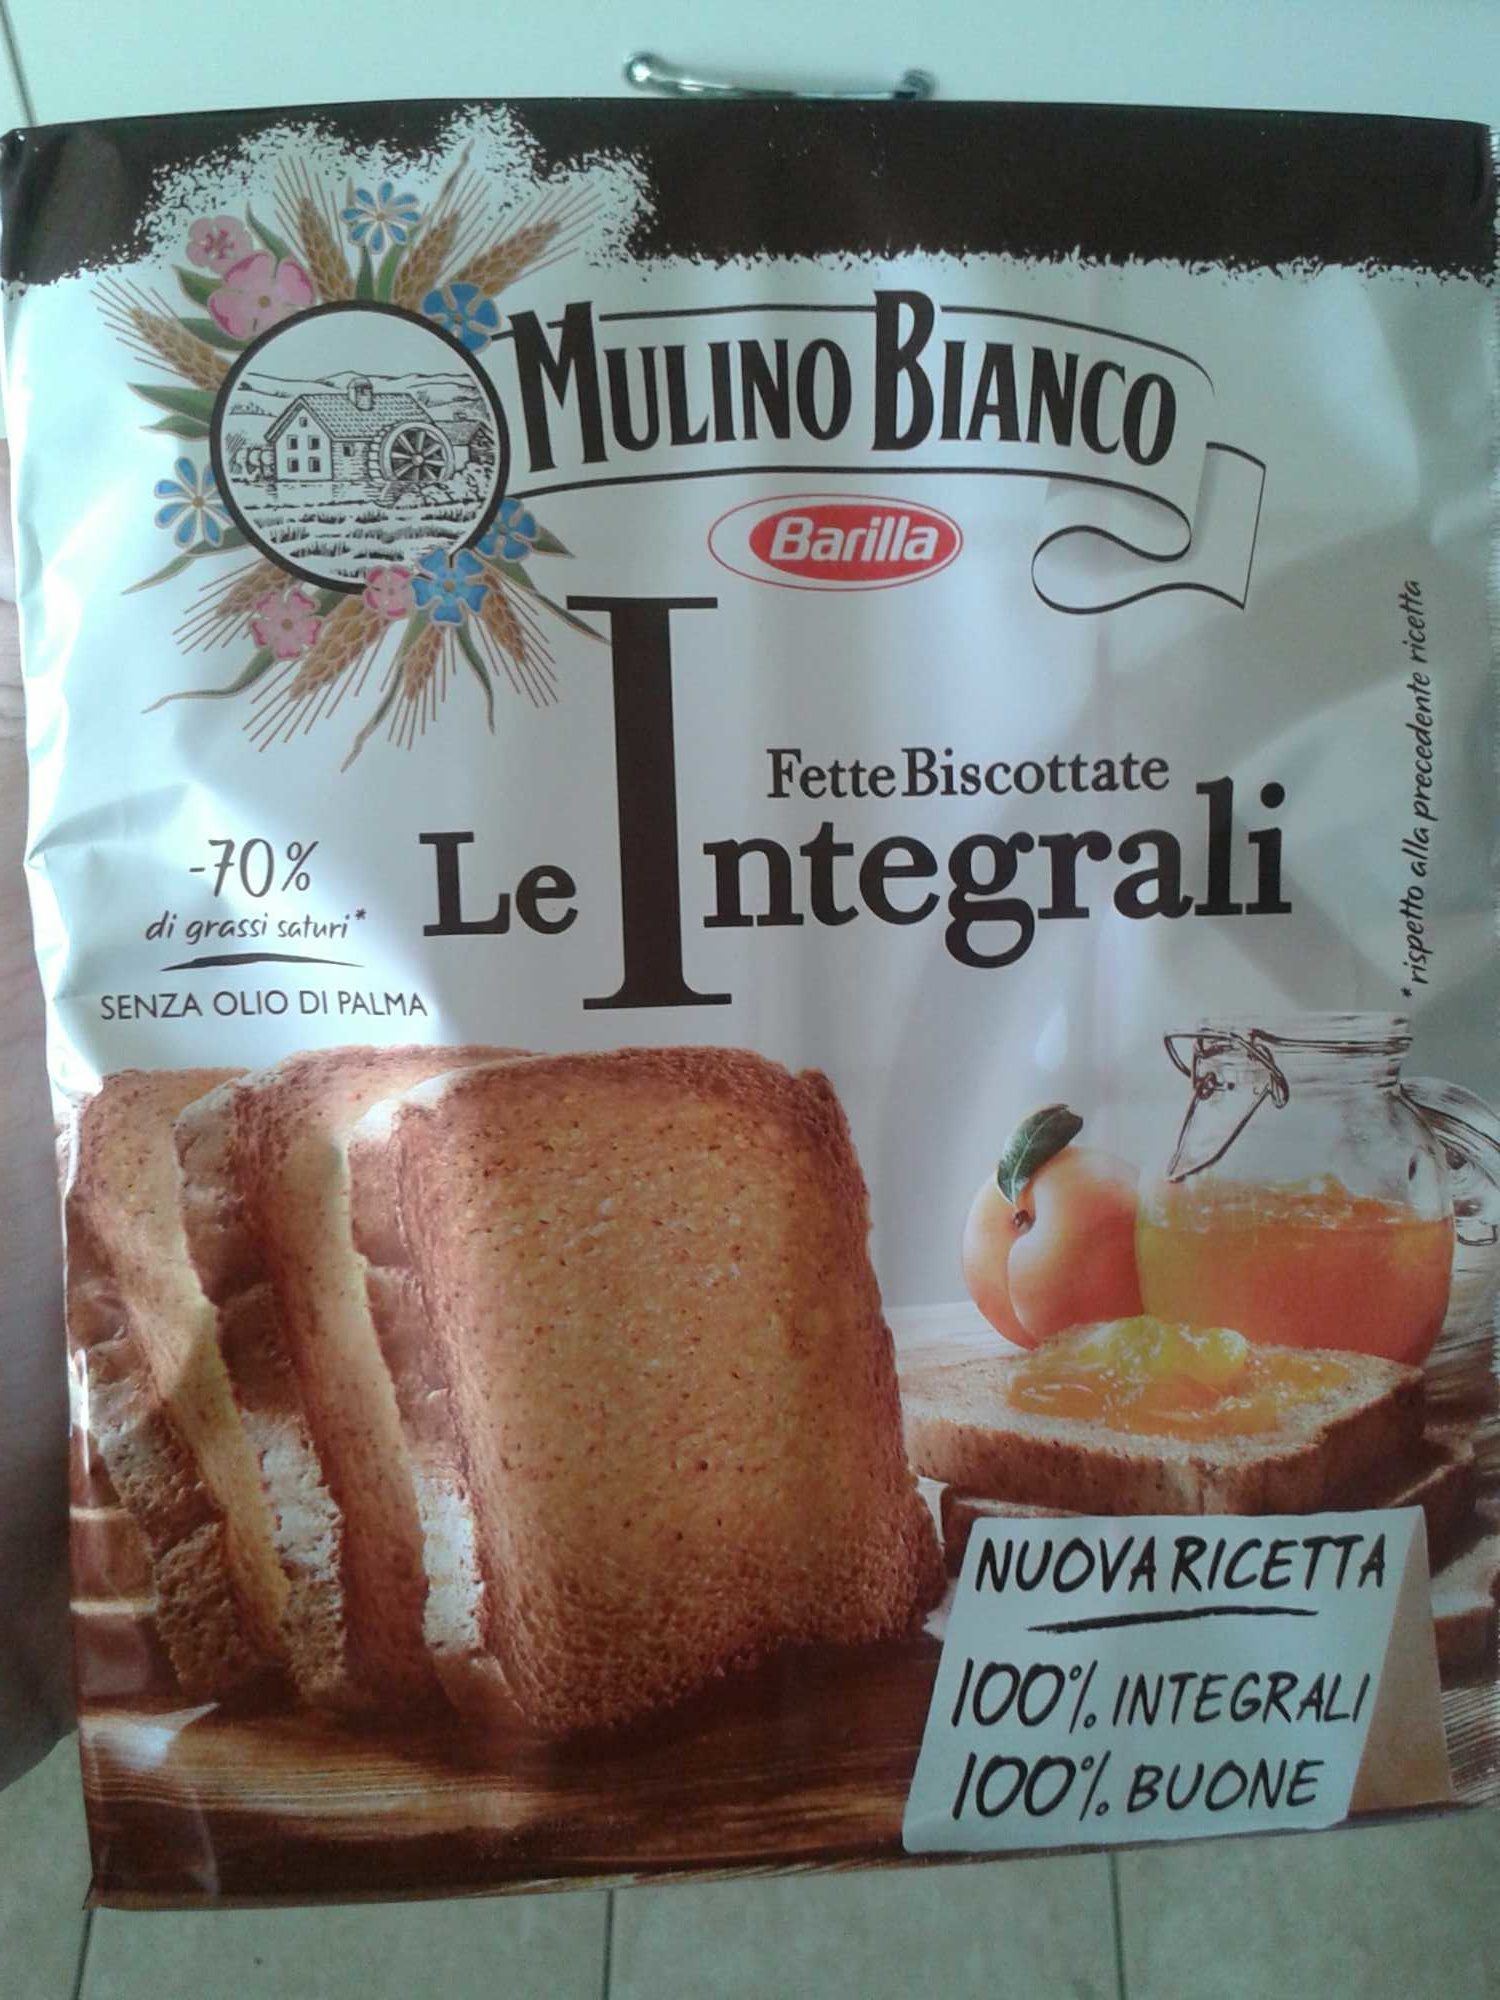 MULINO BIANCO
Barilla
Fette Biscottate
Le Integrali
-70%
di grassi saturi*
SENZA OLIO DI PALMA
* rispetto alla precedente ricetta
NUOVA RICETTA
100% INTEGRALI
100% BUONE